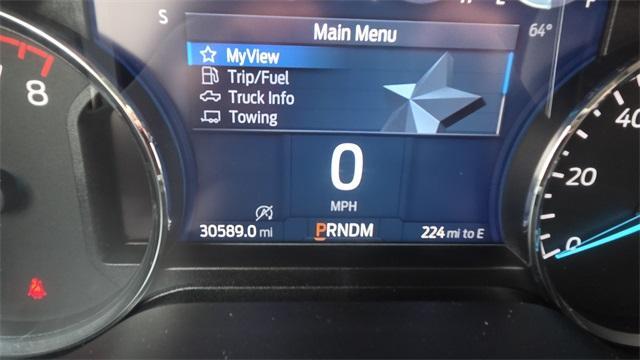 S
64°
Main Menu
MyView
Trip/Fuel
Truck Info
Towing
8
40
20
0
0
MPH
30589.0 mi
PRNDM
224 mi to E